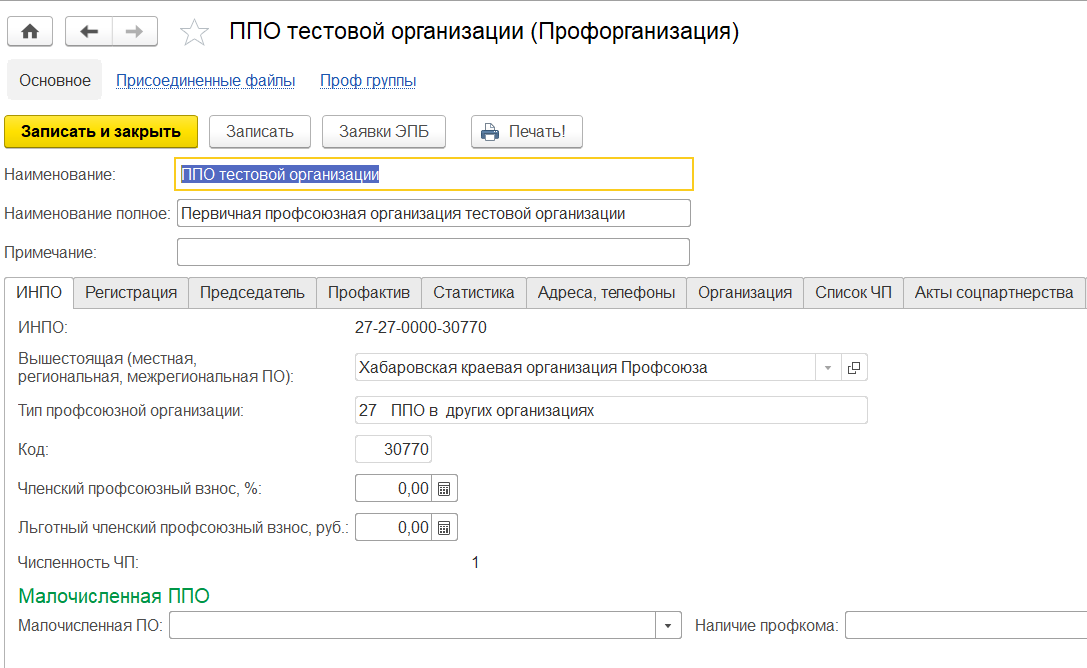 ППО тестовой организации (Профорганизация)
Основное Присоединенные файлы Проф группы
Записать и закрыть Записать Заявки ЭПБ Печать!
Наименование: ППО тестовой организации
Наименование полное: Первичная профсоюзная организация тестовой организации
Примечание:
ИНПО Регистрация Председатель Профактив Статистика Адреса, телефоны Организация Список ЧП Акты соцпартнерства
ИНПО: 27-27-0000-30770
Вышестоящая (местная,
региональная, межрегиональная ПО): Хабаровская краевая организация Профсоюза
Тип профсоюзной организации: 27 ППО в других организациях
Код: 30770
Членский профсоюзный взнос, %: 0,00
Льготный членский профсоюзный взнос, руб.: 0,00
Численность ЧП: 1
Малочисленная ППО
Малочисленная ПО: Наличие профкома: